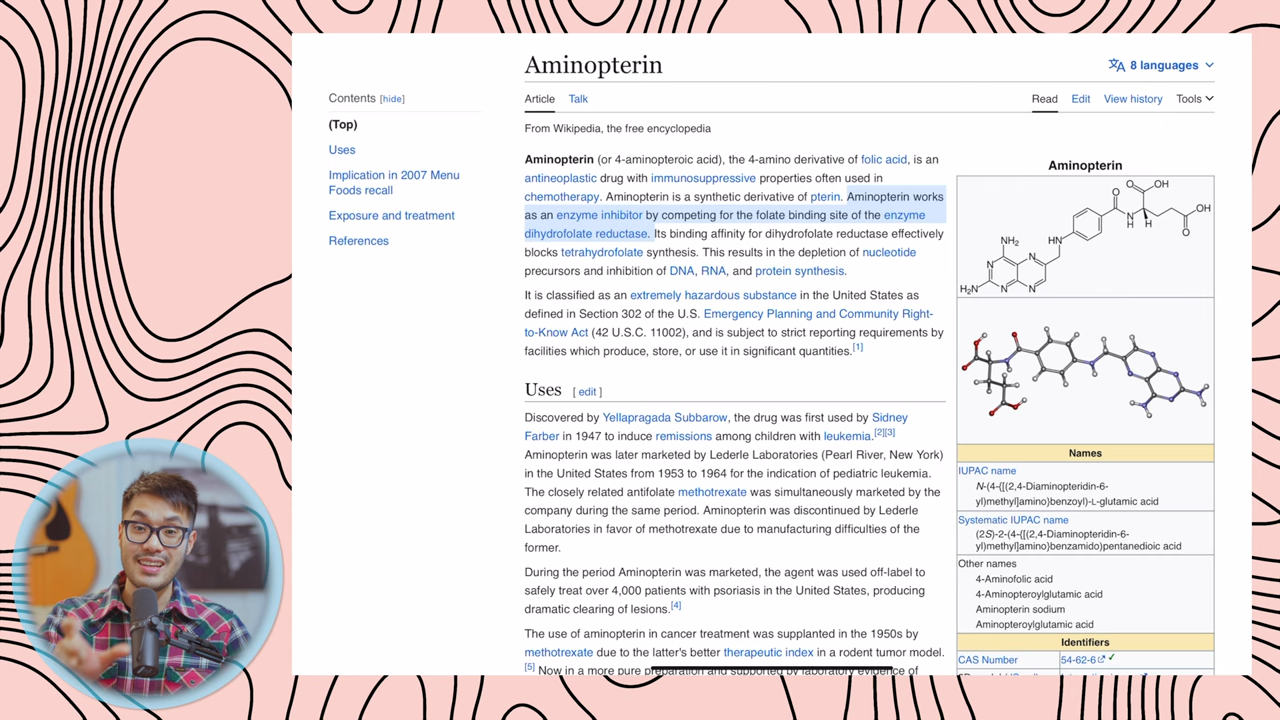 Aminopterin
8 languages
Contents [hide]
(Top)
Uses
Implication in 2007 Menu
Foods recall
Exposure and treatment
References
Article Talk
Read Edit View history Tools
From Wikipedia, the free encyclopedia
Aminopterin (or 4-aminopteroic acid), the 4-amino derivative of folic acid, is an
antineoplastic drug with immunosuppressive properties often used in
chemotherapy. Aminopterin is a synthetic derivative of pterin. Aminopterin works
as an enzyme inhibitor by competing for the folate binding site of the enzyme
dihydrofolate reductase. Its binding affinity for dihydrofolate reductase effectively
blocks tetrahydrofolate synthesis. This results in the depletion of nucleotide
precursors and inhibition of DNA, RNA, and protein synthesis.
It is classified as an extremely hazardous substance in the United States as
defined in Section 302 of the U.S. Emergency Planning and Community Right-
to-Know Act (42 U.S.C. 11002), and is subject to strict reporting requirements by
facilities which produce, store, or use it in significant quantities.[1]
Uses [ edit ]
Discovered by Yellapragada Subbarow, the drug was first used by Sidney
Farber in 1947 to induce remissions among children with leukemia.[2][3]
Aminopterin was later marketed by Lederle Laboratories (Pearl River, New York)
in the United States from 1953 to 1964 for the indication of pediatric leukemia.
The closely related antifolate methotrexate was simultaneously marketed by the
company during the same period. Aminopterin was discontinued by Lederle
Laboratories in favor of methotrexate due to manufacturing difficulties of the
former.
During the period Aminopterin was marketed, the agent was used off-label to
safely treat over 4,000 patients with psoriasis in the United States, producing
dramatic clearing of lesions.[4]
The use of aminopterin in cancer treatment was supplanted in the 1950s by
methotrexate due to the latter's better therapeutic index in a rodent tumor model.
[5] Now in a more pure preparation and supported by laboratory evidence of
Aminopterin
O OH
O
OH
N H
H O
HN
NH2
N N
H2N N N
Names
IUPAC name
N-(4-{[(2,4-Diaminopteridin-6-
yl)methyl]amino}benzoyl)-L-glutamic acid
Systematic IUPAC name
(2S)-2-(4-{[(2,4-Diaminopteridin-6-
yl)methyl]amino}benzamido)pentanedioic acid
Other names
4-Aminofolic acid
4-Aminopteroylglutamic acid
Aminopterin sodium
Aminopteroylglutamic acid
Identifiers
CAS Number 54-62-6